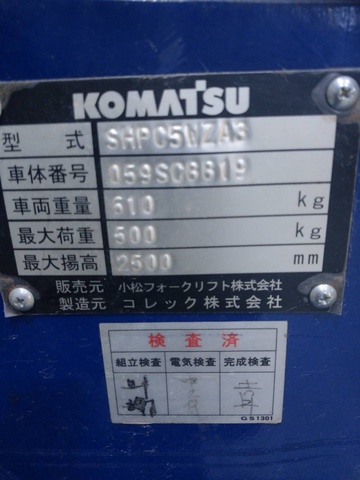 KOMATSU
型 式 SHPC5NZA3
車体番号 059SC6619
車両重量 610 kg
最大荷重 500 kg
最大揚高 2500 mm
販売元 小松フォークリフト株式会社
製造元 コレック株式会社
検査済
組立検査 電気検査 完成検査
QS1301